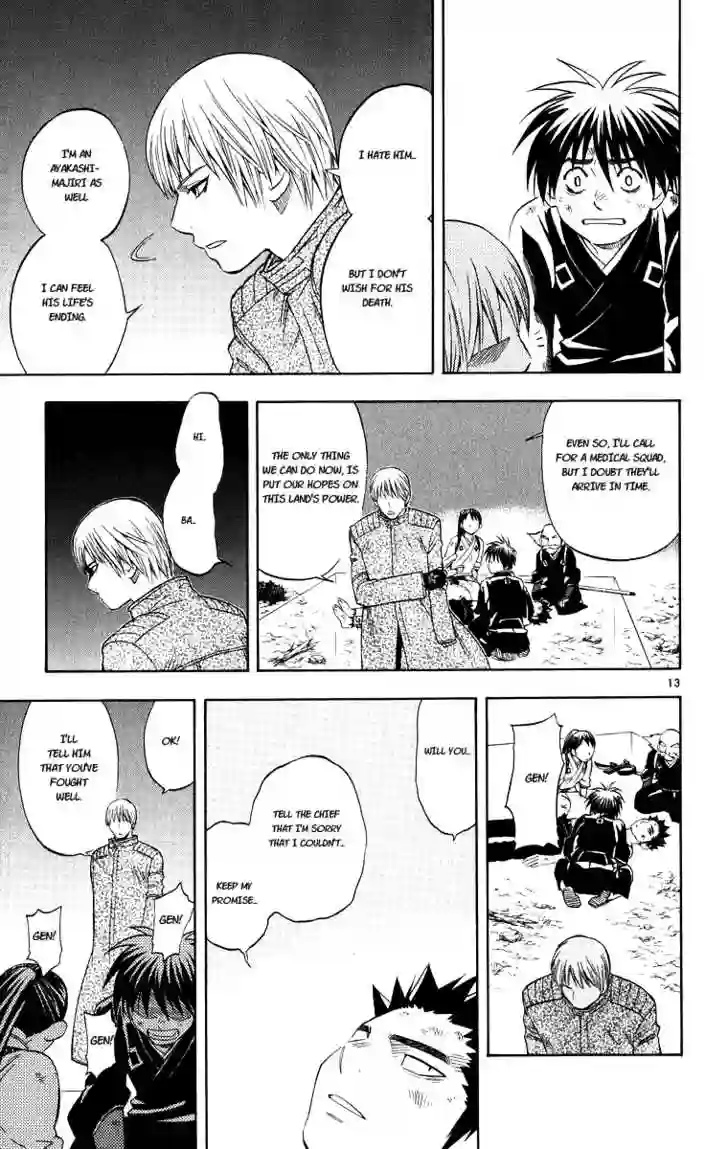 I HATE HIM..
BUT I DON'T
WISH FOR HIS
DEATH.
I'M AN
AYAKASHI-
MAJIRI AS
WELL
I CAN FEEL
HIS LIFE'S
ENDING.
EVEN SO, I'LL CALL
FOR A MEDICAL SQUAD,
BUT I DOUBT THEY'LL
ARRIVE IN TIME.
THE ONLY THING
WE CAN DO NOW, IS
PUT OUR HOPES ON
THIS LAND'S POWER.
HI..
BA..
13
GEN!
WILL YOU..
TELL THE CHIEF
THAT I'M SORRY
THAT I COULDN'T..
KEEP MY
PROMISE..
OK!
I'LL
TELL HIM
THAT YOU'VE
FOUGHT
WELL.
GEN!
GEN!
GEN!